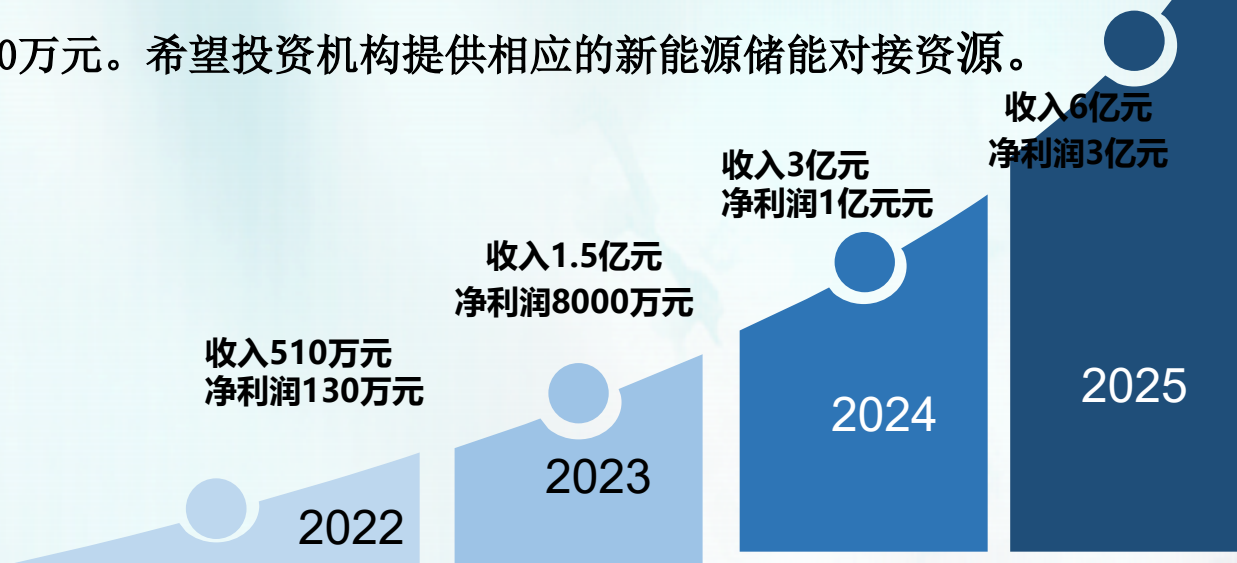 0万元。希望投资机构提供相应的新能源储能对接资源。
收入6亿元
净利润3亿元
收入3亿元
净利润1亿元元
收入1.5亿元
净利润8000万元
收入510万元
净利润130万元
2022
2023
2024
2025